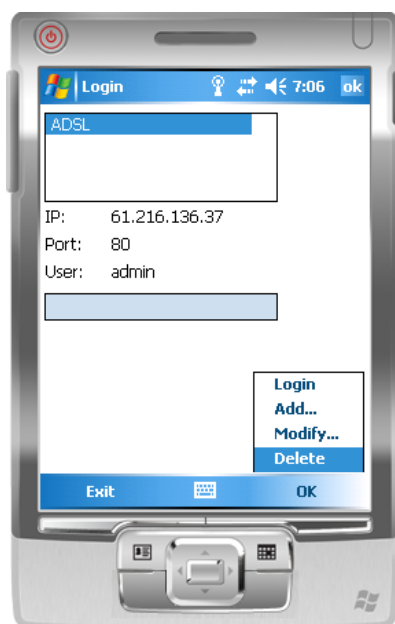 Login 7:06 ok
ADSL
IP: 61.216.136.37
Port: 80
User: admin
Login
Add...
Modify...
Delete
Exit OK